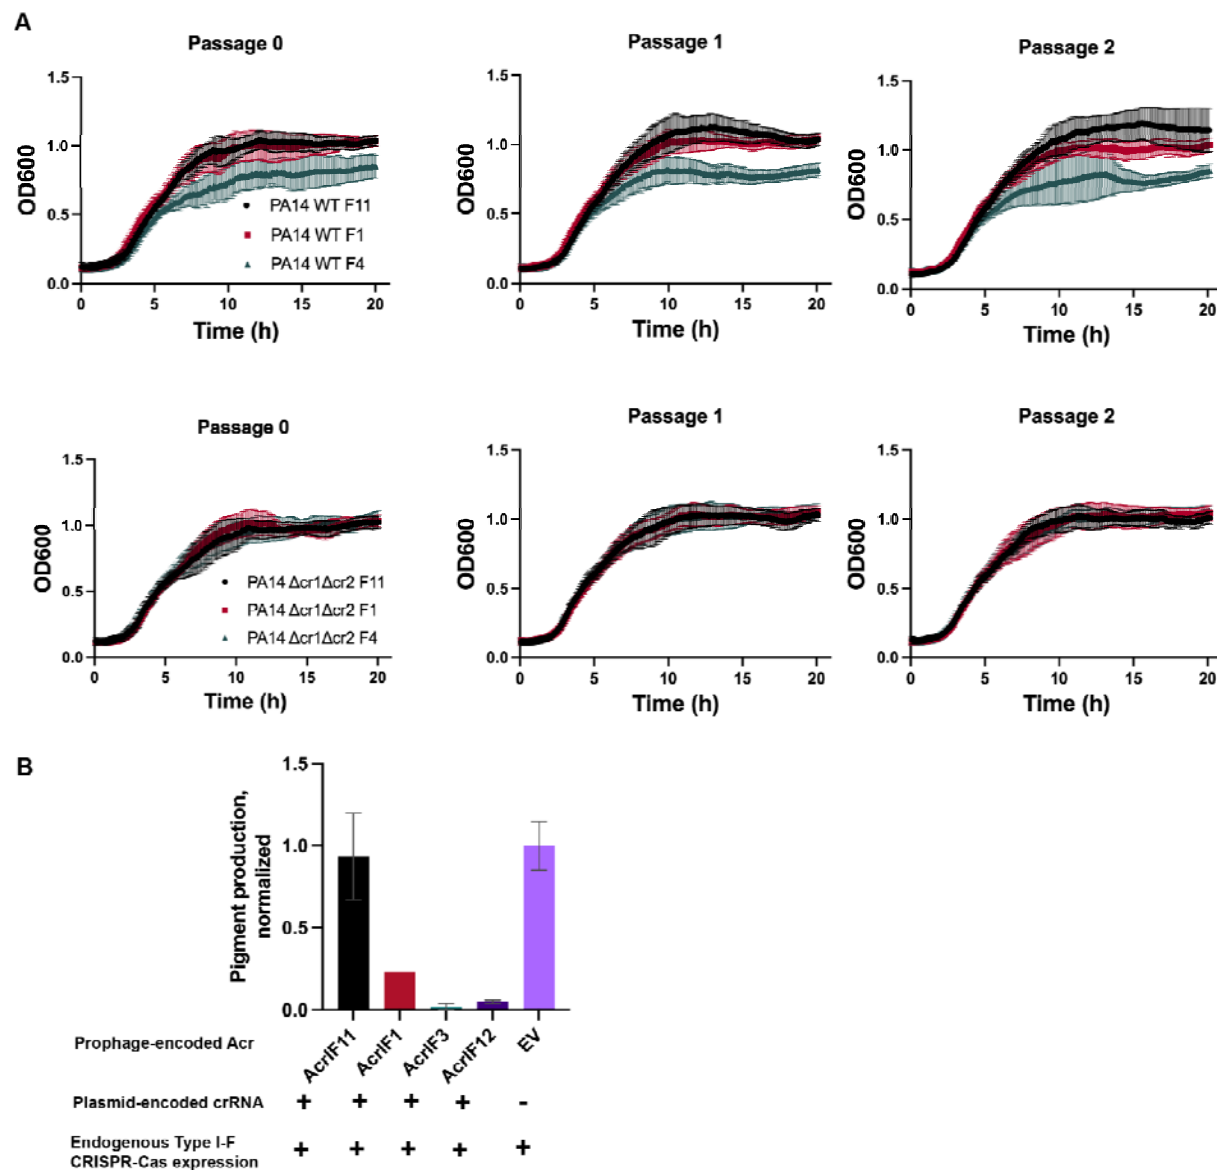 A
Passage 0
Passage 1
Passage 2
OD600
1.5
1.0
0.5
0.0
PA14 WT F11
PA14 WT F1
PA14 WT F4
0 5 10 15 20
Time (h)
OD600
1.5
1.0
0.5
0.0
0 5 10 15 20
Time (h)
OD600
1.5
1.0
0.5
0.0
0 5 10 15 20
Time (h)
Passage 0
Passage 1
Passage 2
OD600
1.5
1.0
0.5
0.0
PA14 Δcr1Δcr2 F11
PA14 Δcr1Δcr2 F1
PA14 Δcr1Δcr2 F4
0 5 10 15 20
Time (h)
OD600
1.5
1.0
0.5
0.0
0 5 10 15 20
Time (h)
OD600
1.5
1.0
0.5
0.0
0 5 10 15 20
Time (h)
B
Pigment production,
normalized
1.5
1.0
0.5
0.0
Prophage-encoded Acr
AcrIF11
AcrIF1
AcrIF3
AcrIF12
EV
Plasmid-encoded crRNA
+ + + + -
Endogenous Type I-F
CRISPR-Cas expression
+ + + + +